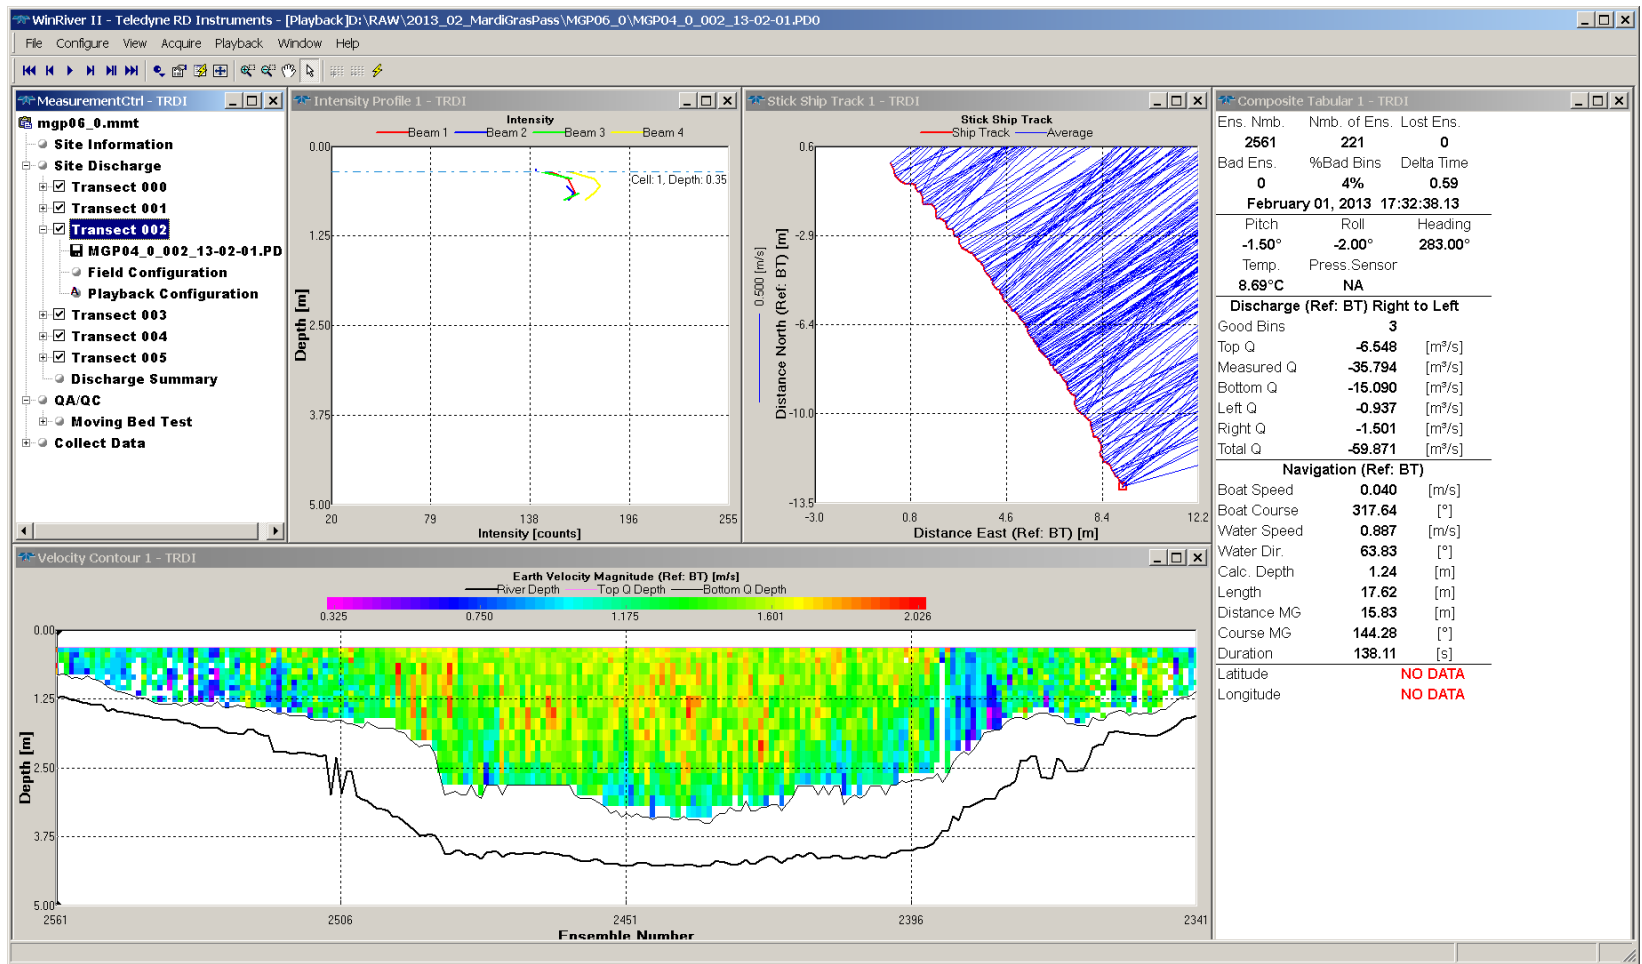 WinRiver II - Teledyne RD Instruments - [Playback]D:\RAW\2013_02_MardiGrasPass\MGP06_0\MGP04_0_002_13-02-01.PD0
File Configure View Acquire Playback Window Help
MeasurementCtrl - TRDI
mgp06_0.mmt
Site Information
Site Discharge
Transect 000
Transect 001
Transect 002
MGP04_0_002_13-02-01.PD
Field Configuration
Playback Configuration
Transect 003
Transect 004
Transect 005
Discharge Summary
QA/QC
Moving Bed Test
Collect Data
Intensity Profile 1 - TRDI
Intensity
Beam 1 Beam 2 Beam 3 Beam 4
0.00
Cell: 1, Depth: 0.35
1.25
2.50
3.75
5.00
Depth [m]
20 79 138 196 255
Intensity [counts]
Stick Ship Track 1 - TRDI
Stick Ship Track
Ship Track Average
0.6
-2.9
-6.4
-10.0
-13.5
0.500 [m/s]
Distance North (Ref: BT) [m]
-3.0 0.8 4.6 8.4 12.2
Distance East (Ref: BT) [m]
Composite Tabular 1 - TRDI
Ens. Nmb. Nmb. of Ens. Lost Ens.
2561 221 0
Bad Ens. %Bad Bins Delta Time
0 4% 0.59
February 01, 2013 17:32:38.13
Pitch Roll Heading
-1.50° -2.00° 283.00°
Temp. Press.Sensor
8.69°C NA
Discharge (Ref: BT) Right to Left
Good Bins 3
Top Q -6.548 [m³/s]
Measured Q -35.794 [m³/s]
Bottom Q -15.090 [m³/s]
Left Q -0.937 [m³/s]
Right Q -1.501 [m³/s]
Total Q -59.871 [m³/s]
Navigation (Ref: BT)
Boat Speed 0.040 [m/s]
Boat Course 317.64 [°]
Water Speed 0.887 [m/s]
Water Dir. 63.83 [°]
Calc. Depth 1.24 [m]
Length 17.62 [m]
Distance MG 15.83 [m]
Course MG 144.28 [°]
Duration 138.11 [s]
Latitude NO DATA
Longitude NO DATA
Velocity Contour 1 - TRDI
Earth Velocity Magnitude (Ref: BT) [m/s]
River Depth Top Q Depth Bottom Q Depth
0.325 0.750 1.175 1.601 2.026
0.00
1.25
2.50
3.75
5.00
Depth [m]
2561 2506 2451 2396 2341
Ensemble Number